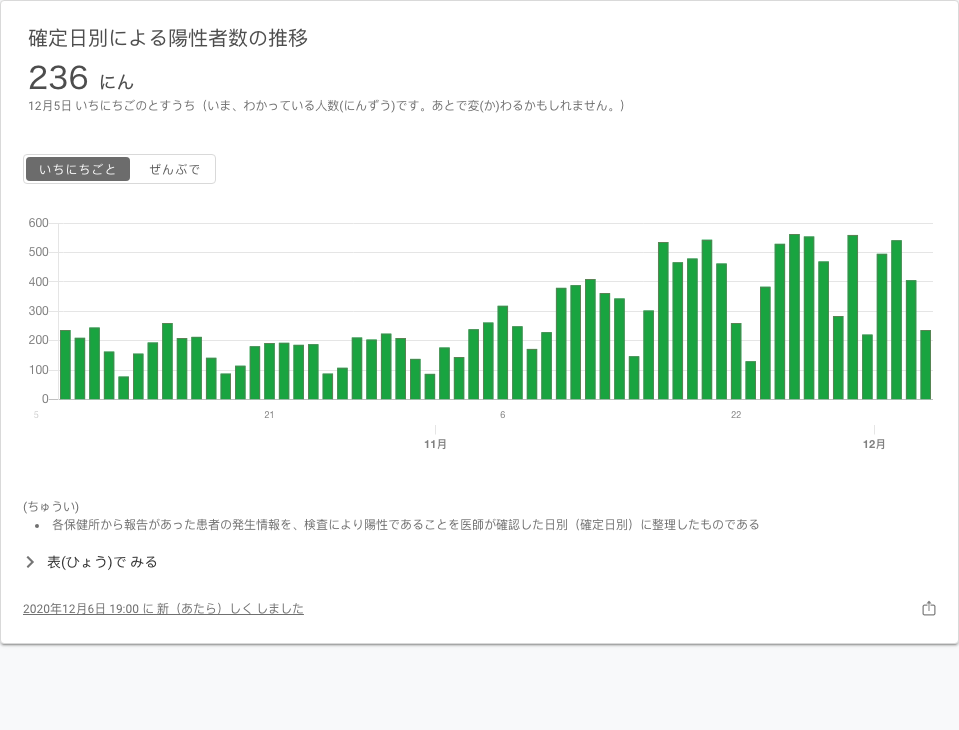 確定日別による陽性者数の推移
236 にん
12月5日 いちにちごのとすうち（いま、わかっている人数(にんずう)です。あとで変(か)わるかもしれません。）
いちにちごと ぜんぶで
600
500
400
300
200
100
0
5 21 6 22
11月 12月
(ちゅうい)
• 各保健所から報告があった患者の発生情報を、検査により陽性であることを医師が確認した日別（確定日別）に整理したものである
表(ひょう)で みる
2020年12月6日 19:00 に 新（あたら）しく しました